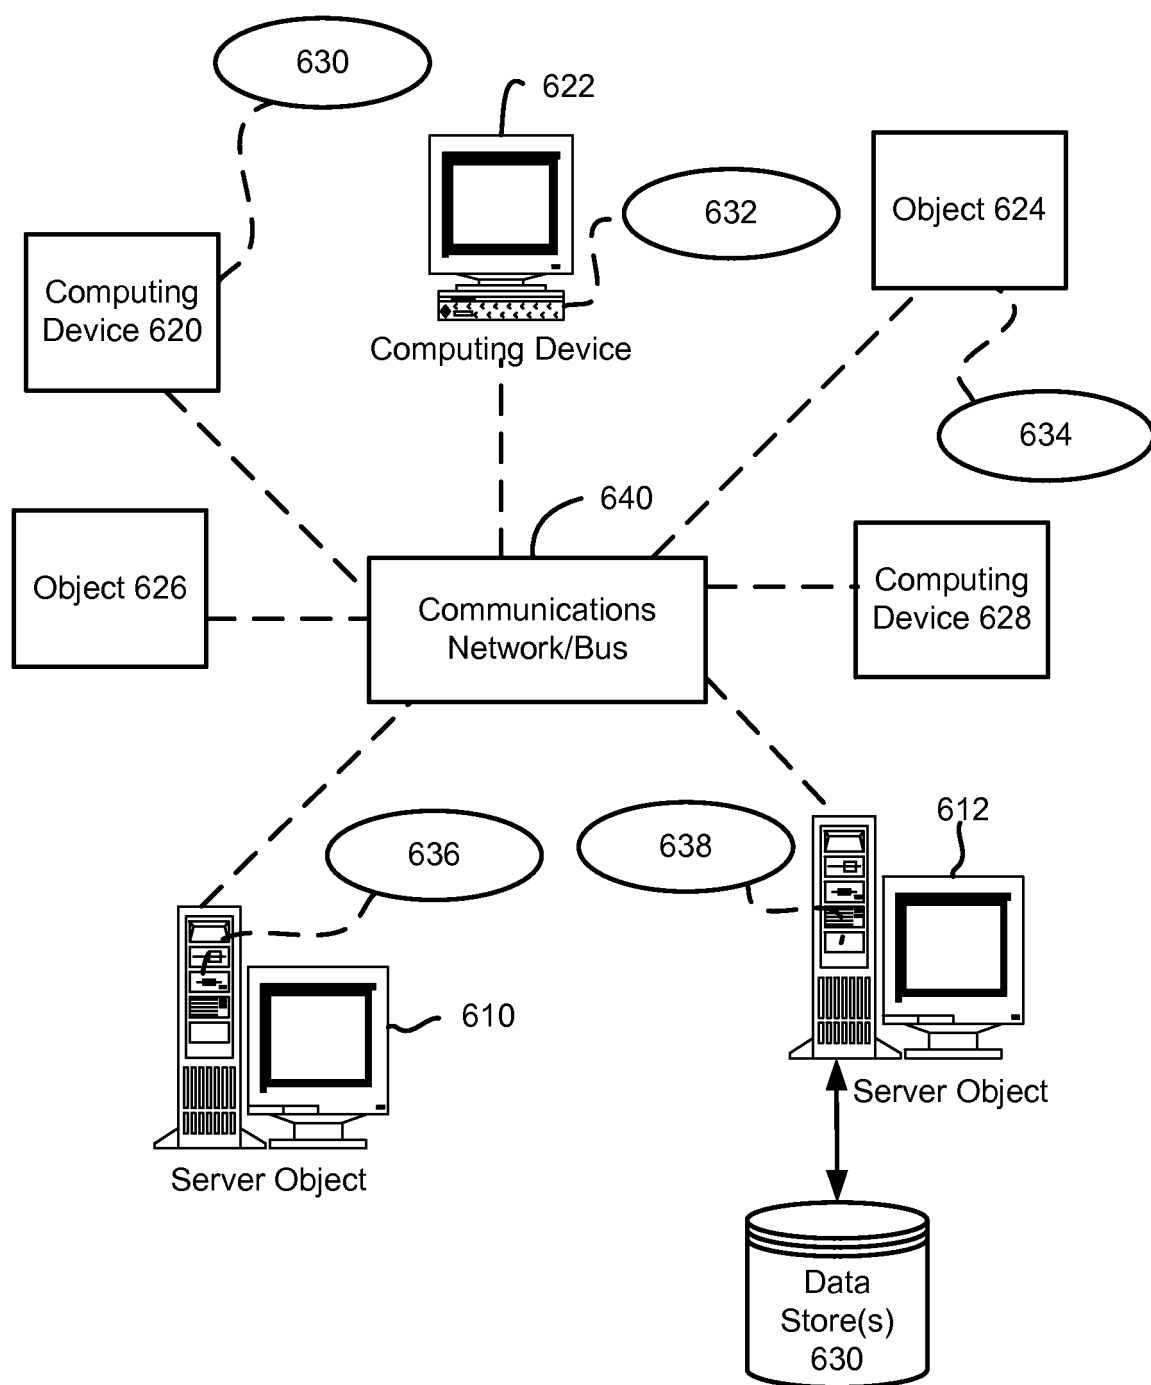 630
622
632
Object 624
Computing
Device 620
Computing Device
634
640
Object 626
Communications
Network/Bus
Computing
Device 628
636
638
612
610
Server Object
Server Object
Data
Store(s)
630